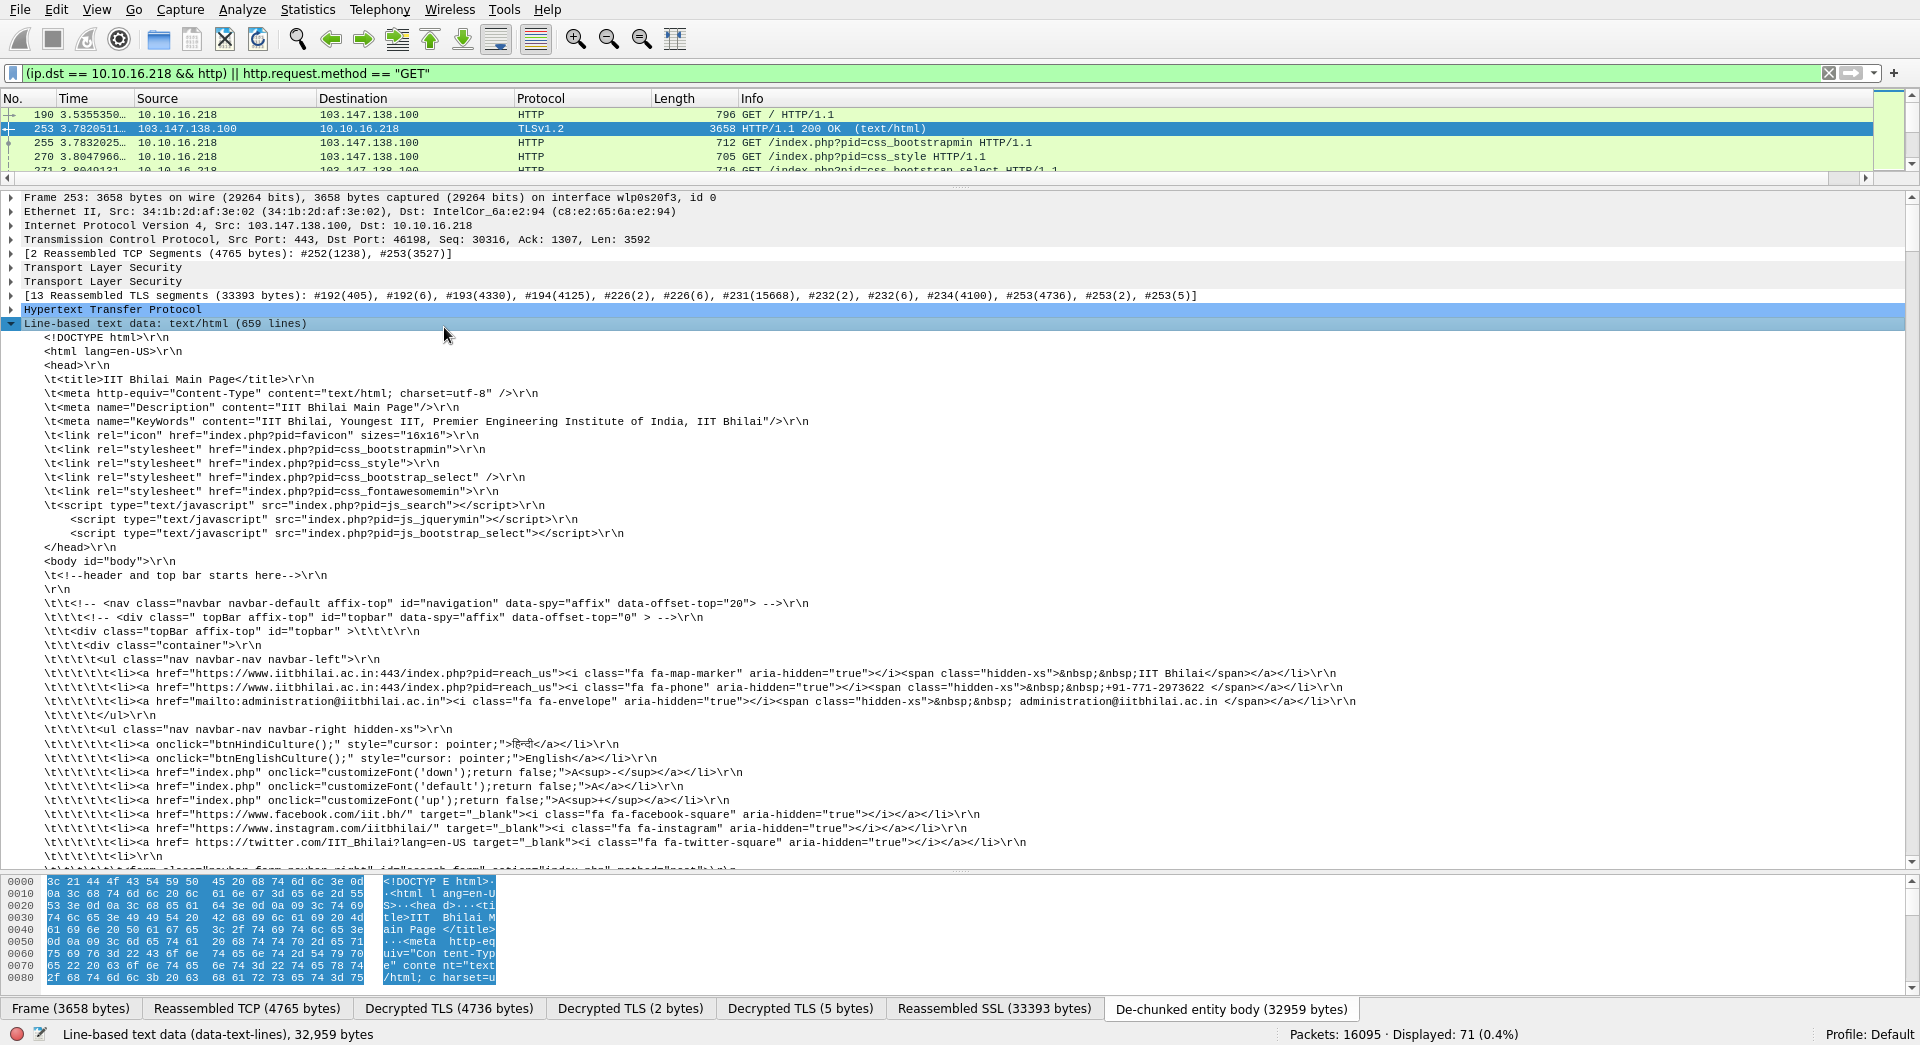 File Edit View Go Capture Analyze Statistics Telephony Wireless Tools Help
(ip.dst == 10.10.16.218 && http) || http.request.method == "GET"
No. Time Source Destination Protocol Length Info
190 3.5355350… 10.10.16.218 103.147.138.100 HTTP 796 GET / HTTP/1.1
253 3.7820511… 103.147.138.100 10.10.16.218 TLSv1.2 3658 HTTP/1.1 200 OK  (text/html)
255 3.7832025… 10.10.16.218 103.147.138.100 HTTP 712 GET /index.php?pid=css_bootstrapmin HTTP/1.1
270 3.8047966… 10.10.16.218 103.147.138.100 HTTP 705 GET /index.php?pid=css_style HTTP/1.1
271 3.8049131… 10.10.16.218 103.147.138.100 HTTP 716 GET /index.php?pid=css_bootstrap_select HTTP/1.1
Frame 253: 3658 bytes on wire (29264 bits), 3658 bytes captured (29264 bits) on interface wlp0s20f3, id 0
Ethernet II, Src: 34:1b:2d:af:3e:02 (34:1b:2d:af:3e:02), Dst: IntelCor_6a:e2:94 (c8:e2:65:6a:e2:94)
Internet Protocol Version 4, Src: 103.147.138.100, Dst: 10.10.16.218
Transmission Control Protocol, Src Port: 443, Dst Port: 46198, Seq: 30316, Ack: 1307, Len: 3592
[2 Reassembled TCP Segments (4765 bytes): #252(1238), #253(3527)]
Transport Layer Security
Transport Layer Security
[13 Reassembled TLS segments (33393 bytes): #192(405), #192(6), #193(4330), #194(4125), #226(2), #226(6), #231(15668), #232(2), #232(6), #234(4100), #253(4736), #253(2), #253(5)]
Hypertext Transfer Protocol
Line-based text data: text/html (659 lines)
<!DOCTYPE html>\r\n
<html lang=en-US>\r\n
<head>\r\n
\t<title>IIT Bhilai Main Page</title>\r\n
\t<meta http-equiv="Content-Type" content="text/html; charset=utf-8" />\r\n
\t<meta name="Description" content="IIT Bhilai Main Page"/>\r\n
\t<meta name="KeyWords" content="IIT Bhilai, Youngest IIT, Premier Engineering Institute of India, IIT Bhilai"/>\r\n
\t<link rel="icon" href="index.php?pid=favicon" sizes="16x16">\r\n
\t<link rel="stylesheet" href="index.php?pid=css_bootstrapmin">\r\n
\t<link rel="stylesheet" href="index.php?pid=css_style">\r\n
\t<link rel="stylesheet" href="index.php?pid=css_bootstrap_select" />\r\n
\t<link rel="stylesheet" href="index.php?pid=css_fontawesomemin">\r\n
\t<script type="text/javascript" src="index.php?pid=js_search"></script>\r\n
<script type="text/javascript" src="index.php?pid=js_jquerymin"></script>\r\n
<script type="text/javascript" src="index.php?pid=js_bootstrap_select"></script>\r\n
</head>\r\n
<body id="body">\r\n
\t<!--header and top bar starts here-->\r\n
\r\n
\t\t<!-- <nav class="navbar navbar-default affix-top" id="navigation" data-spy="affix" data-offset-top="20"> -->\r\n
\t\t<!-- <div class=" topBar affix-top" id="topbar" data-spy="affix" data-offset-top="0" > -->\r\n
\t\t<div class="topBar affix-top" id="topbar" >\t\t\t\r\n
\t\t\t<div class="container">\r\n
\t\t\t\t<ul class="nav navbar-nav navbar-left">\r\n
\t\t\t\t\t<li><a href="https://www.iitbhilai.ac.in:443/index.php?pid=reach_us"><i class="fa fa-map-marker" aria-hidden="true"></i><span class="hidden-xs">&nbsp;&nbsp;IIT Bhilai</span></a></li>\r\n
\t\t\t\t\t<li><a href="https://www.iitbhilai.ac.in:443/index.php?pid=reach_us"><i class="fa fa-phone" aria-hidden="true"></i><span class="hidden-xs">&nbsp;&nbsp;+91-771-2973622 </span></a></li>\r\n
\t\t\t\t\t<li><a href="mailto:administration@iitbhilai.ac.in"><i class="fa fa-envelope" aria-hidden="true"></i><span class="hidden-xs">&nbsp;&nbsp; administration@iitbhilai.ac.in </span></a></li>\r\n
\t\t\t\t</ul>\r\n
\t\t\t\t<ul class="nav navbar-nav navbar-right hidden-xs">\r\n
\t\t\t\t\t<li><a onclick="btnHindiCulture();" style="cursor: pointer;">हिन्दी</a></li>\r\n
\t\t\t\t\t<li><a onclick="btnEnglishCulture();" style="cursor: pointer;">English</a></li>\r\n
\t\t\t\t\t<li><a href="index.php" onclick="customizeFont('down');return false;">A<sup>-</sup></a></li>\r\n
\t\t\t\t\t<li><a href="index.php" onclick="customizeFont('default');return false;">A</a></li>\r\n
\t\t\t\t\t<li><a href="index.php" onclick="customizeFont('up');return false;">A<sup>+</sup></a></li>\r\n
\t\t\t\t\t<li><a href="https://www.facebook.com/iit.bh/" target="_blank"><i class="fa fa-facebook-square" aria-hidden="true"></i></a></li>\r\n
\t\t\t\t\t<li><a href="https://www.instagram.com/iitbhilai/" target="_blank"><i class="fa fa-instagram" aria-hidden="true"></i></a></li>\r\n
\t\t\t\t\t<li><a href= https://twitter.com/IIT_Bhilai?lang=en-US target="_blank"><i class="fa fa-twitter-square" aria-hidden="true"></i></a></li>\r\n
\t\t\t\t\t<li>\r\n
0000 3c 21 44 4f 43 54 59 50 45 20 68 74 6d 6c 3e 0d <!DOCTYP E html>·
0010 0a 3c 68 74 6d 6c 20 6c 61 6e 67 3d 65 6e 2d 55 ·<html l ang=en-U
0020 53 3e 0d 0a 3c 68 65 61 64 3e 0d 0a 09 3c 74 69 S>··<hea d>···<ti
0030 74 6c 65 3e 49 49 54 20 42 68 69 6c 61 69 20 4d tle>IIT  Bhilai M
0040 61 69 6e 20 50 61 67 65 3c 2f 74 69 74 6c 65 3e ain Page </title>
0050 0d 0a 09 3c 6d 65 74 61 20 68 74 74 70 2d 65 71 ···<meta  http-eq
0060 75 69 76 3d 22 43 6f 6e 74 65 6e 74 2d 54 79 70 uiv="Con tent-Typ
0070 65 22 20 63 6f 6e 74 65 6e 74 3d 22 74 65 78 74 e" conte nt="text
0080 2f 68 74 6d 6c 3b 20 63 68 61 72 73 65 74 3d 75 /html; c harset=u
Frame (3658 bytes) Reassembled TCP (4765 bytes) Decrypted TLS (4736 bytes) Decrypted TLS (2 bytes) Decrypted TLS (5 bytes) Reassembled SSL (33393 bytes) De-chunked entity body (32959 bytes)
Line-based text data (data-text-lines), 32,959 bytes Packets: 16095 · Displayed: 71 (0.4%) Profile: Default